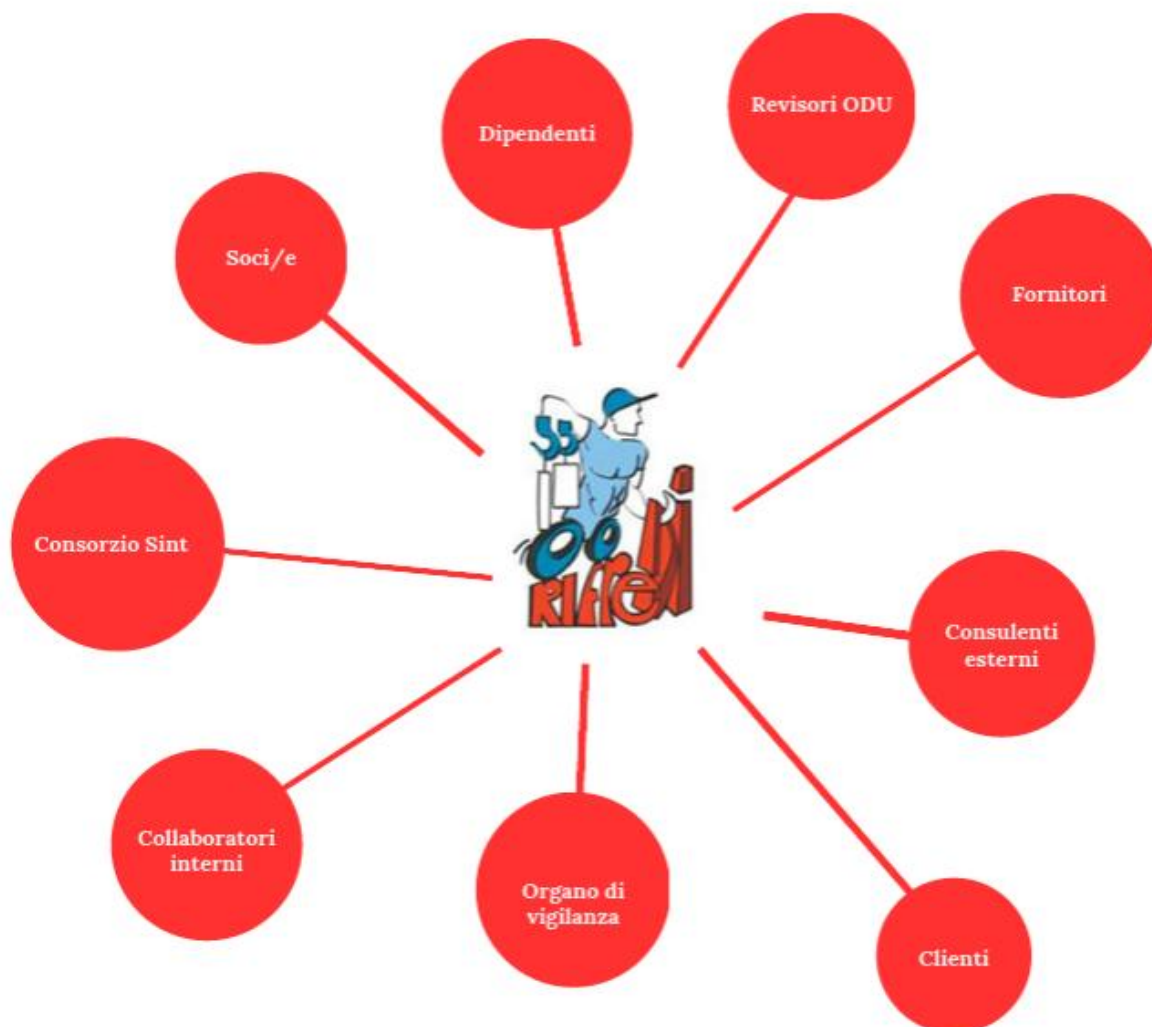 Revisori ODU
Dipendenti
Soci/e
Fornitori
Consorzio Sint
Consulenti
esterni
Collaboratori
interni
Organo di
vigilanza
Clienti